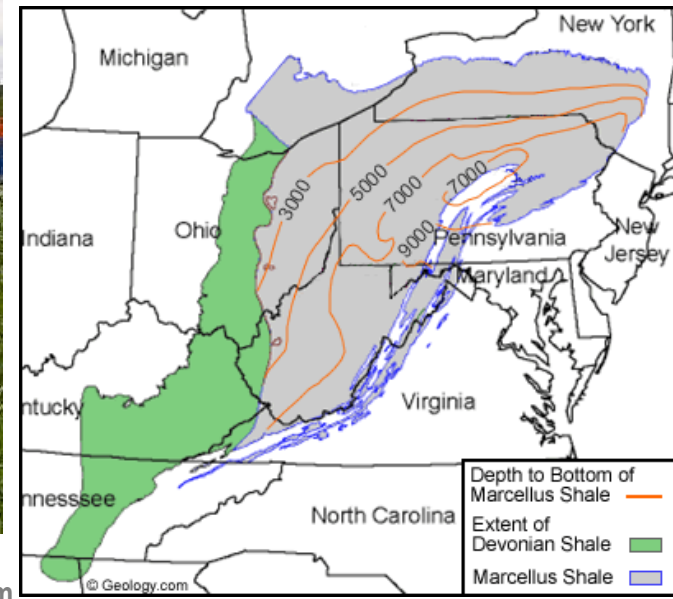 New York
Michigan
3000
5000
7000
7000
9000
Ohio
Indiana
Pennsylvania
New
Jersey
Maryland
ntucky
Virginia
nnesssee
North Carolina
Depth to Bottom of
Marcellus Shale
Extent of
Devonian Shale
Marcellus Shale
© Geology.com
m